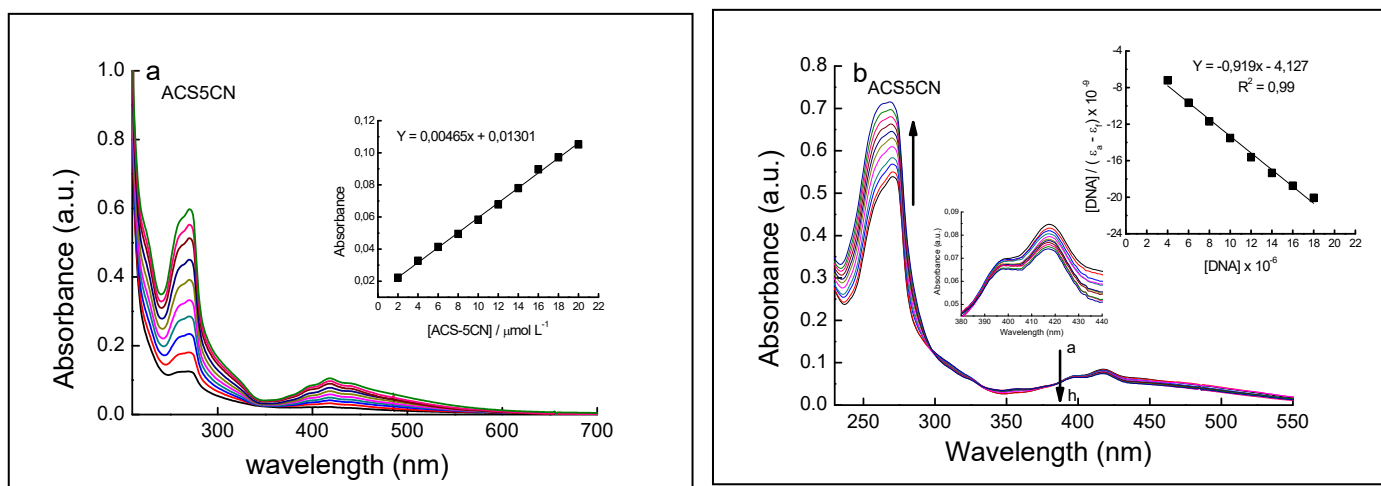 a
ACS5CN
1.0
0.8
0.6
0.4
0.2
0.0
300 400 500 600 700
Absorbance (a.u.)
wavelength (nm)
Y = 0,00465x + 0,01301
0,12
0,10
0,08
0,06
0,04
0,02
2 4 6 8 10 12 14 16 18 20 22
Absorbance
[ACS-5CN] / μmol L⁻¹
b
ACS5CN
0.8
0.7
0.6
0.5
0.4
0.3
0.2
0.1
0.0
250 300 350 400 450 500 550
Absorbance (a.u.)
Wavelength (nm)
a
h
0,09
0,08
0,07
0,06
0,05
380 390 400 410 420 430 440
Absorbance (a.u.)
Wavelength (nm)
Y = -0,919x - 4,127
R² = 0,99
-4
-8
-12
-16
-20
-24
0 2 4 6 8 10 12 14 16 18 20 22
[DNA] / ( εa - εf) x 10⁻⁹
[DNA] x 10⁻⁶